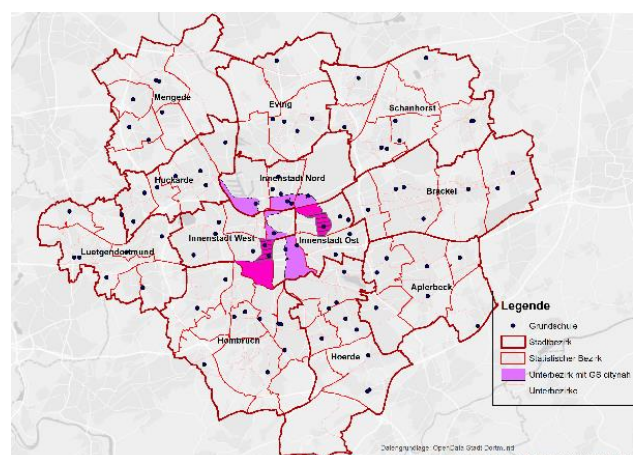 Mengede
Eving
Scharnhorst
Huckarde
Innenstadt Nord
Brackel
Luetgendortmund
Innenstadt West
Innenstadt Ost
Aplerbeck
Hombruch
Hoerde
Legende
Grundschule
Stadtbezirk
Statistischer Bezirk
Unterbezirk mit GS citynah
Unterbezirke
Datengrundlage: OpenData Stadt Dortmund